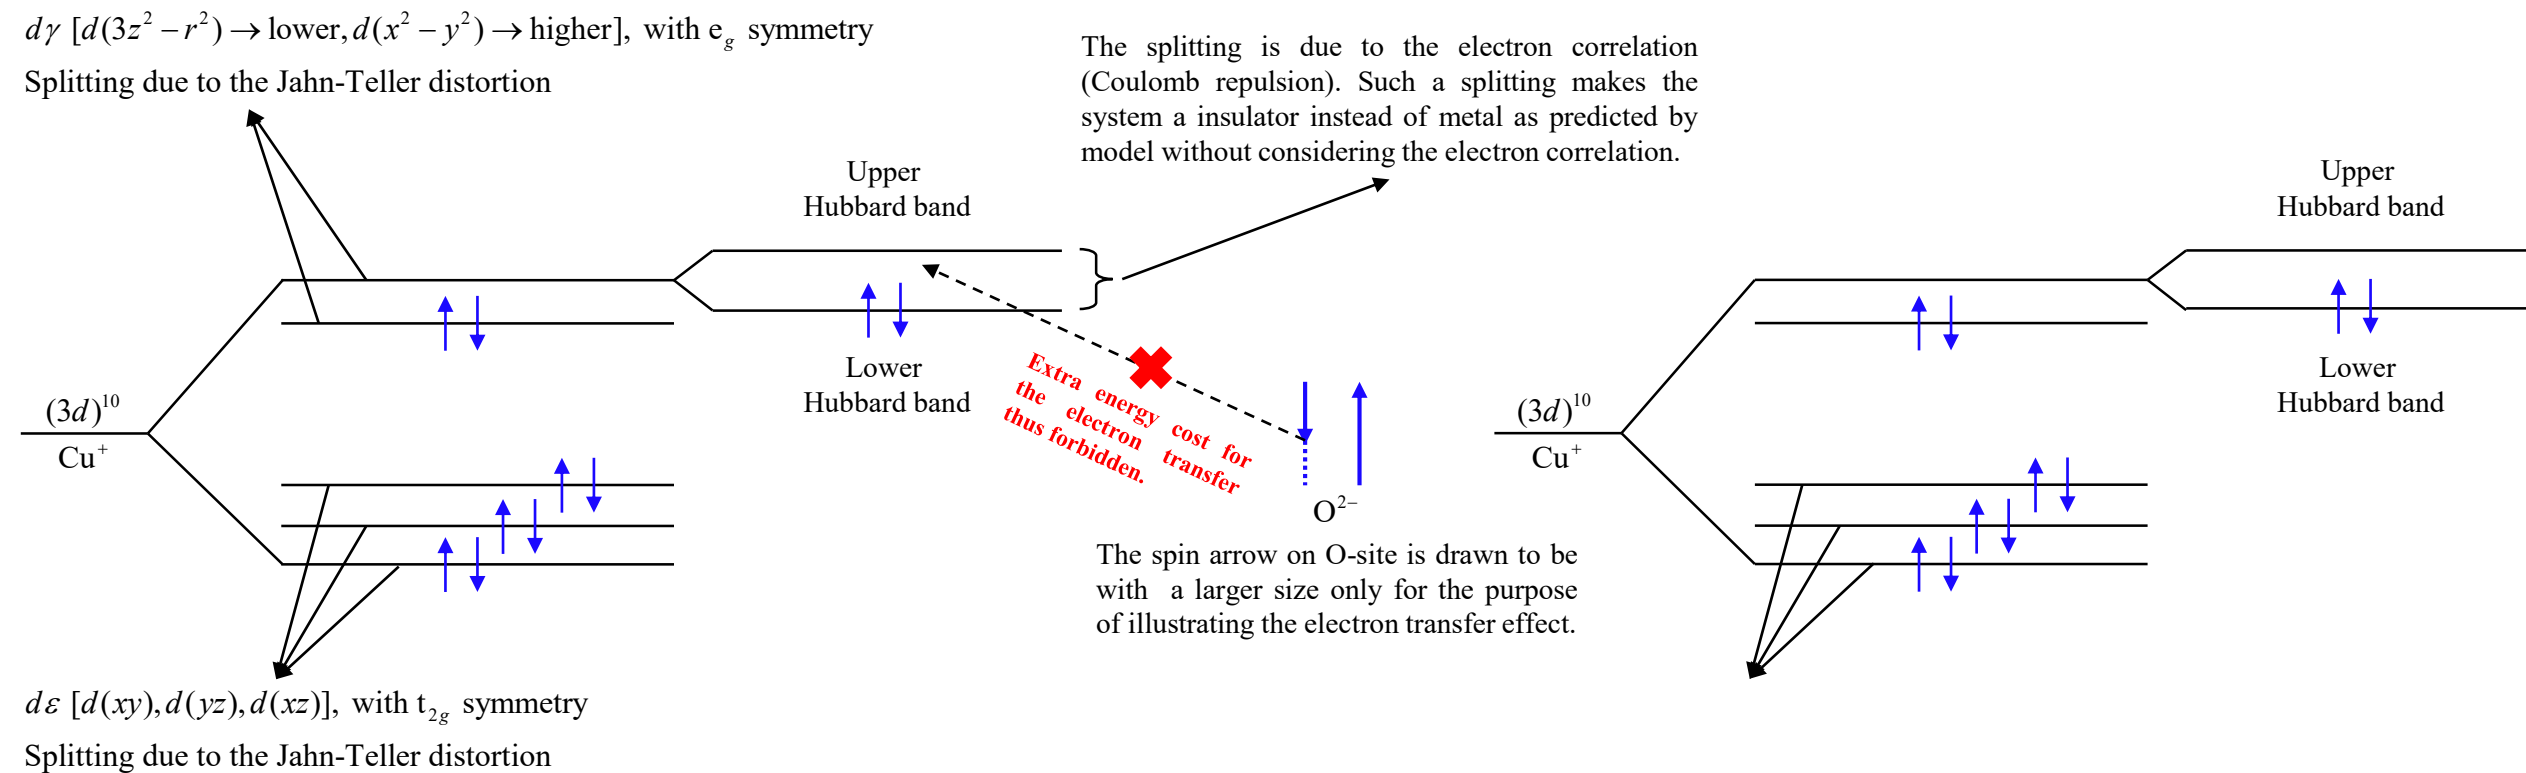 dγ [d(3z² − r²) → lower, d(x² − y²) → higher], with e_g symmetry
Splitting due to the Jahn-Teller distortion
The splitting is due to the electron correlation
(Coulomb repulsion). Such a splitting makes the
system a insulator instead of metal as predicted by
model without considering the electron correlation.
Upper
Hubbard band
Lower
Hubbard band
(3d)¹⁰
Cu⁺
Extra energy cost for
the electron transfer
thus forbidden.
O²⁻
The spin arrow on O-site is drawn to be
with a larger size only for the purpose
of illustrating the electron transfer effect.
Upper
Hubbard band
Lower
Hubbard band
(3d)¹⁰
Cu⁺
dε [d(xy), d(yz), d(xz)], with t_2g symmetry
Splitting due to the Jahn-Teller distortion